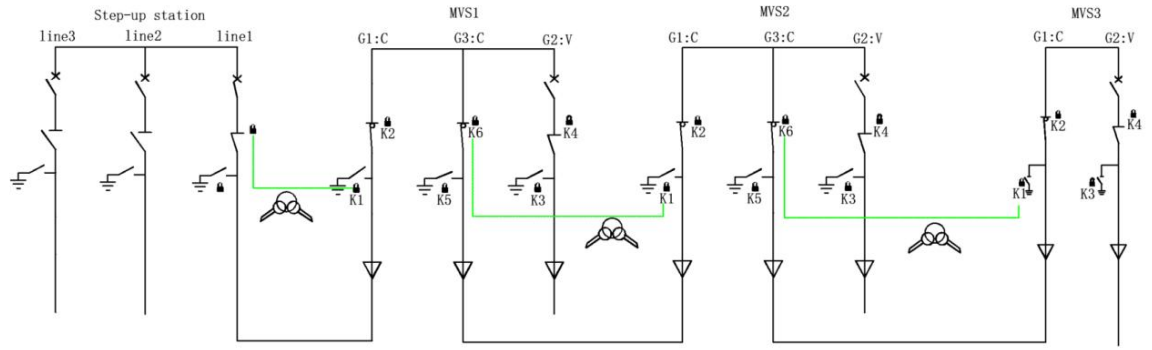 Step-up station
MVS1
MVS2
MVS3
line3
line2
line1
G1:C
G3:C
G2:V
G1:C
G3:C
G2:V
G1:C
G2:V
K2
K6
K4
K2
K6
K4
K2
K4
K1
K5
K3
K1
K5
K3
K1
K3